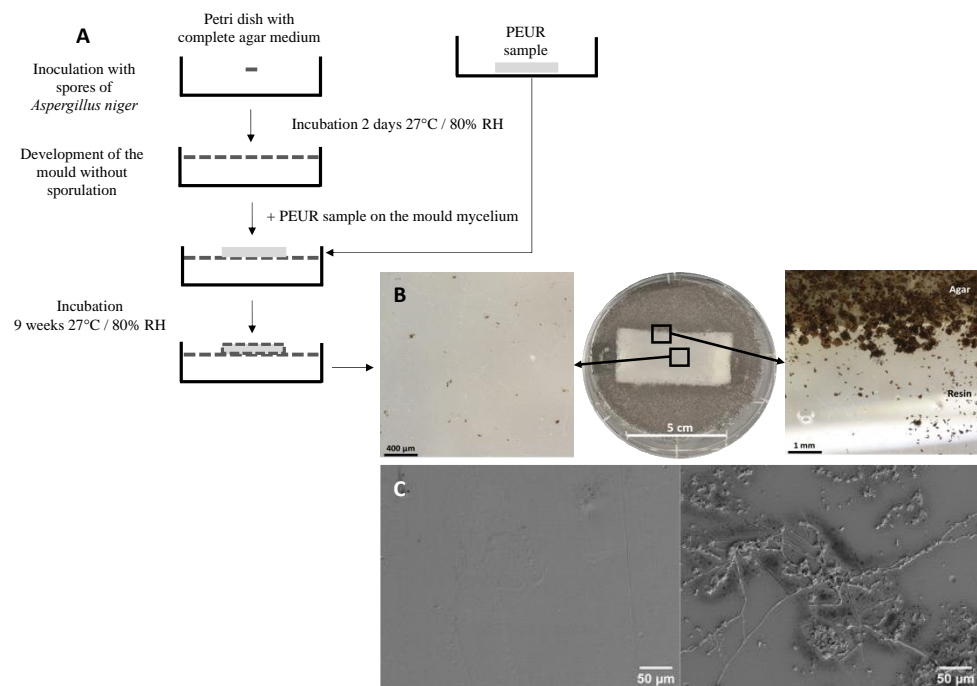 A
Petri dish with
complete agar medium
PEUR
sample
Inoculation with
spores of
Aspergillus niger
Incubation 2 days 27°C / 80% RH
Development of the
mould without
sporulation
+ PEUR sample on the mould mycelium
Incubation
9 weeks 27°C / 80% RH
B
400 µm
5 cm
Agar
Resin
1 mm
C
50 µm
50 µm